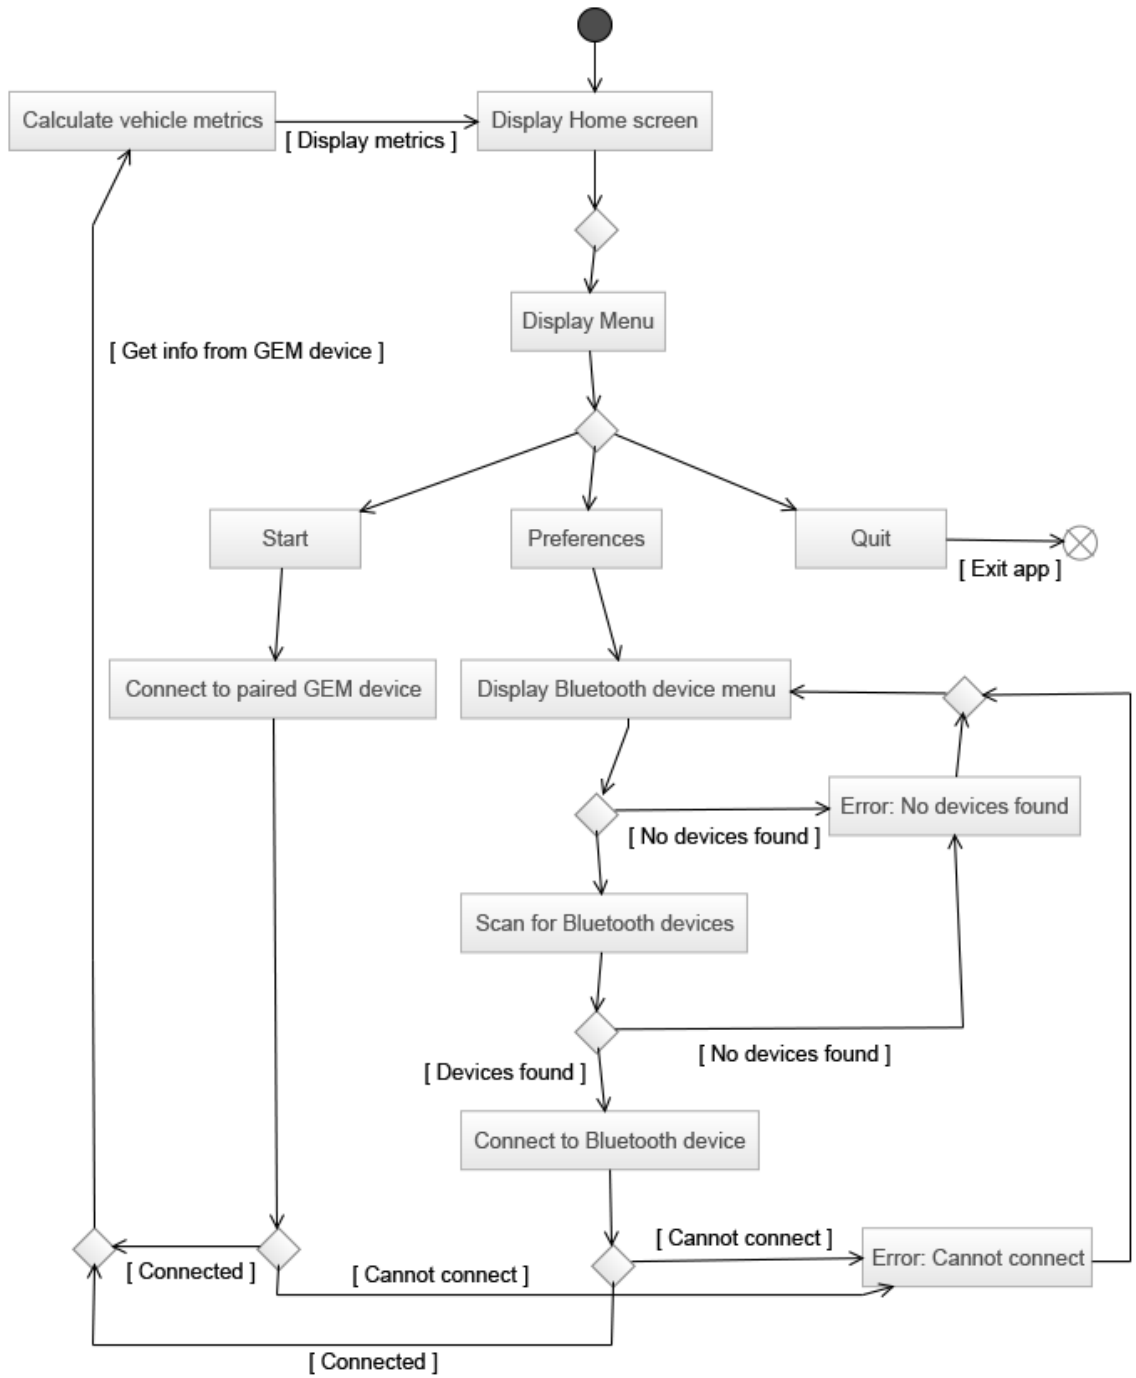 Calculate vehicle metrics
[ Display metrics ]
Display Home screen
Display Menu
[ Get info from GEM device ]
Start
Preferences
Quit
[ Exit app ]
Connect to paired GEM device
Display Bluetooth device menu
[ No devices found ]
Error: No devices found
Scan for Bluetooth devices
[ Devices found ]
[ No devices found ]
Connect to Bluetooth device
[ Connected ]
[ Cannot connect ]
[ Cannot connect ]
Error: Cannot connect
[ Connected ]